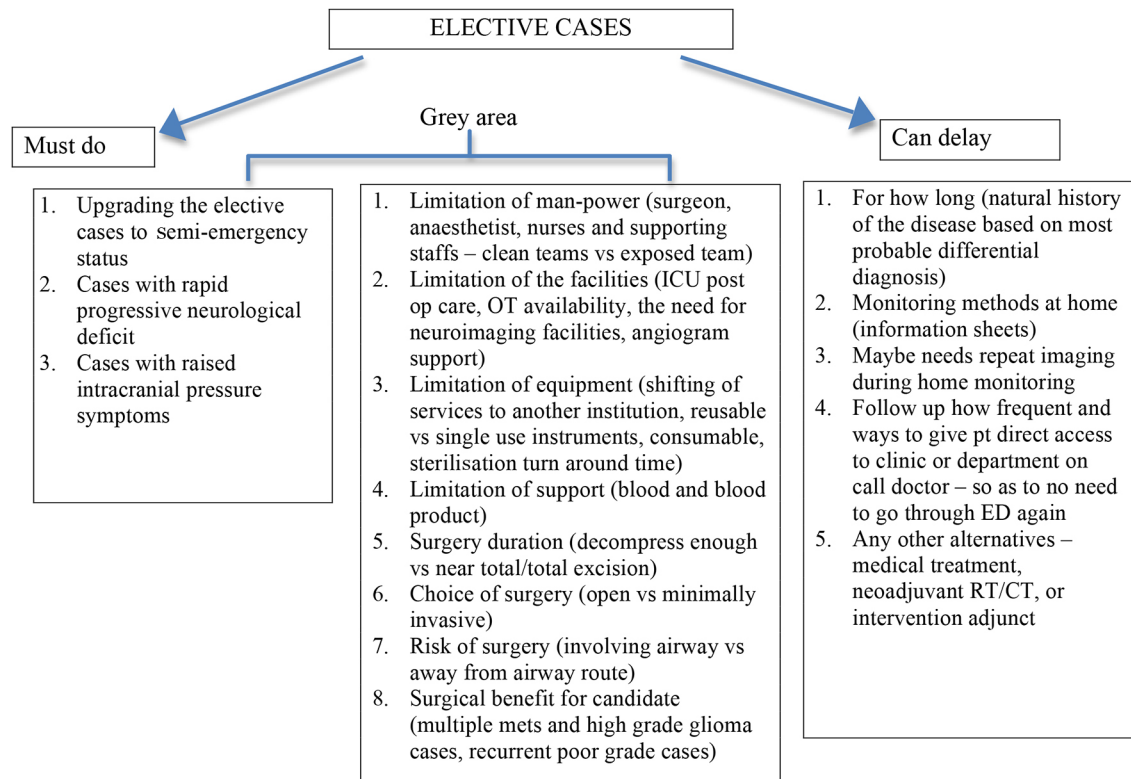 ELECTIVE CASES
Grey area
Must do
Can delay
1. Upgrading the elective
cases to semi-emergency
status
2. Cases with rapid
progressive neurological
deficit
3. Cases with raised
intracranial pressure
symptoms
1. Limitation of man-power (surgeon,
anaesthetist, nurses and supporting
staffs – clean teams vs exposed team)
2. Limitation of the facilities (ICU post
op care, OT availability, the need for
neuroimaging facilities, angiogram
support)
3. Limitation of equipment (shifting of
services to another institution, reusable
vs single use instruments, consumable,
sterilisation turn around time)
4. Limitation of support (blood and blood
product)
5. Surgery duration (decompress enough
vs near total/total excision)
6. Choice of surgery (open vs minimally
invasive)
7. Risk of surgery (involving airway vs
away from airway route)
8. Surgical benefit for candidate
(multiple mets and high grade glioma
cases, recurrent poor grade cases)
1. For how long (natural history
of the disease based on most
probable differential
diagnosis)
2. Monitoring methods at home
(information sheets)
3. Maybe needs repeat imaging
during home monitoring
4. Follow up how frequent and
ways to give pt direct access
to clinic or department on
call doctor – so as to no need
to go through ED again
5. Any other alternatives –
medical treatment,
neoadjuvant RT/CT, or
intervention adjunct